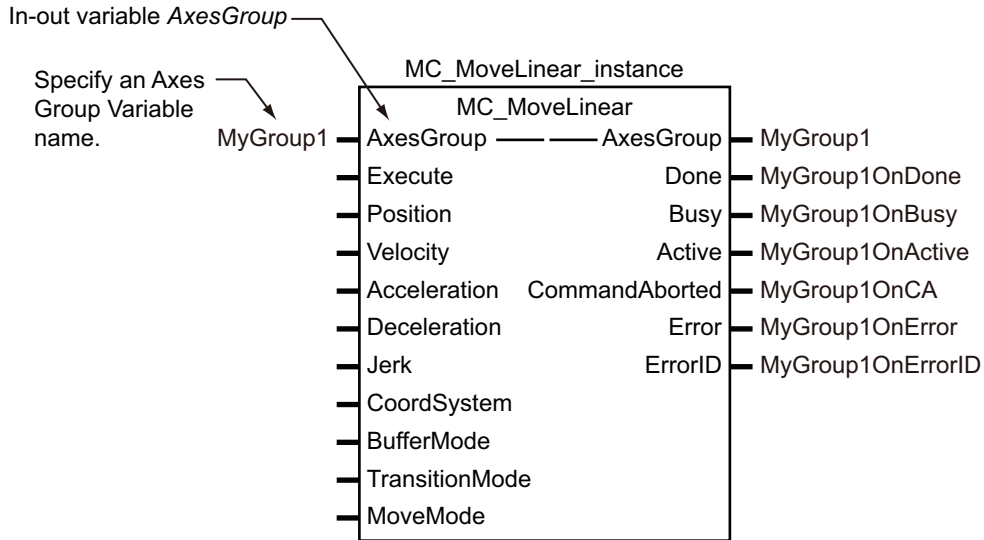 In-out variable AxesGroup
Specify an Axes
Group Variable
name.
MC_MoveLinear_instance
MC_MoveLinear
MyGroup1 AxesGroup AxesGroup MyGroup1
Execute Done MyGroup1OnDone
Position Busy MyGroup1OnBusy
Velocity Active MyGroup1OnActive
Acceleration CommandAborted MyGroup1OnCA
Deceleration Error MyGroup1OnError
Jerk ErrorID MyGroup1OnErrorID
CoordSystem
BufferMode
TransitionMode
MoveMode